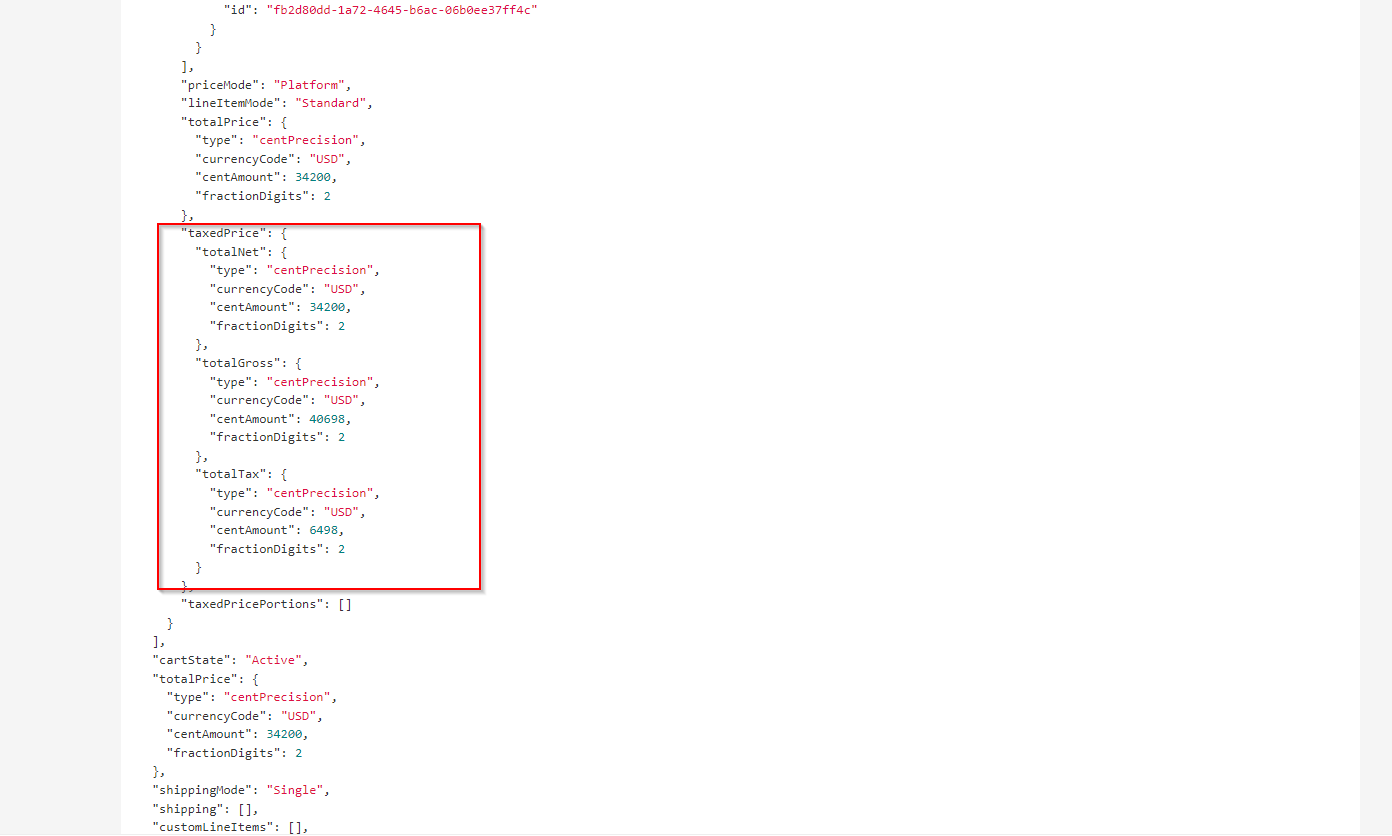 "id": "fb2d80dd-1a72-4645-b6ac-06b0ee37ff4c"
}
}
],
"priceMode": "Platform",
"lineItemMode": "Standard",
"totalPrice": {
"type": "centPrecision",
"currencyCode": "USD",
"centAmount": 34200,
"fractionDigits": 2
},
"taxedPrice": {
"totalNet": {
"type": "centPrecision",
"currencyCode": "USD",
"centAmount": 34200,
"fractionDigits": 2
},
"totalGross": {
"type": "centPrecision",
"currencyCode": "USD",
"centAmount": 40698,
"fractionDigits": 2
},
"totalTax": {
"type": "centPrecision",
"currencyCode": "USD",
"centAmount": 6498,
"fractionDigits": 2
}
},
"taxedPricePortions": []
}
],
"cartState": "Active",
"totalPrice": {
"type": "centPrecision",
"currencyCode": "USD",
"centAmount": 34200,
"fractionDigits": 2
},
"shippingMode": "Single",
"shipping": [],
"customLineItems": [],